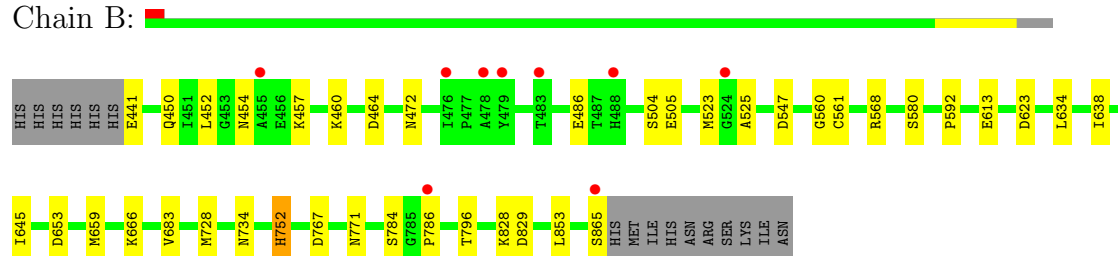 Chain B:
HIS HIS HIS HIS HIS HIS E441 Q450 I451 L452 G453 N454 A455 E456 K457 K460 D464 N472 I476 P477 A478 Y479 T483 E486 T487 H488 S504 E505 M523 G524 A525 D547 G560 C561 R568 S580 P592 E613 D623 L634 I638
I645 D653 M659 K666 V683 M728 N734 H752 D767 N771 S784 G785 P786 T796 K828 D829 L853 S865 HIS MET ILE HIS ASN ARG SER LYS ILE ASN